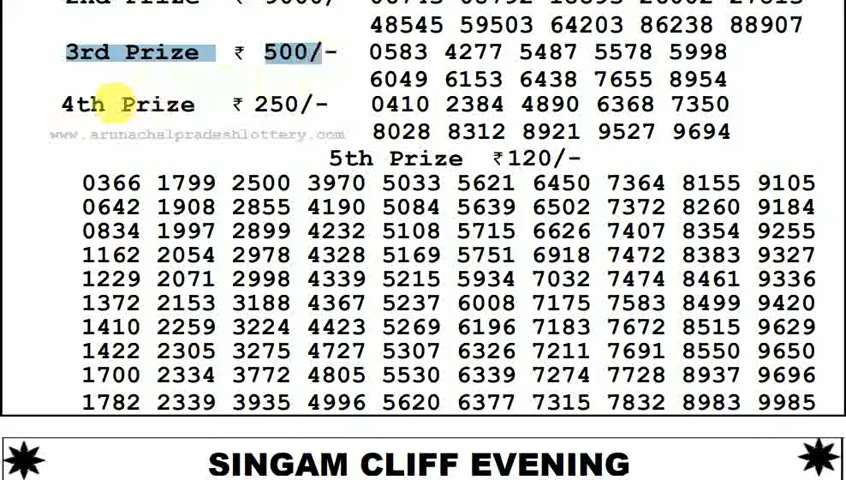 48545 59503 64203 86238 88907
3rd Prize ₹ 500/- 0583 4277 5487 5578 5998
6049 6153 6438 7655 8954
4th Prize ₹ 250/- 0410 2384 4890 6368 7350
www.arunachalpradeshlottery.com 8028 8312 8921 9527 9694
5th Prize ₹120/-
0366 1799 2500 3970 5033 5621 6450 7364 8155 9105
0642 1908 2855 4190 5084 5639 6502 7372 8260 9184
0834 1997 2899 4232 5108 5715 6626 7407 8354 9255
1162 2054 2978 4328 5169 5751 6918 7472 8383 9327
1229 2071 2998 4339 5215 5934 7032 7474 8461 9336
1372 2153 3188 4367 5237 6008 7175 7583 8499 9420
1410 2259 3224 4423 5269 6196 7183 7672 8515 9629
1422 2305 3275 4727 5307 6326 7211 7691 8550 9650
1700 2334 3772 4805 5530 6339 7274 7728 8937 9696
1782 2339 3935 4996 5620 6377 7315 7832 8983 9985
SINGAM CLIFF EVENING